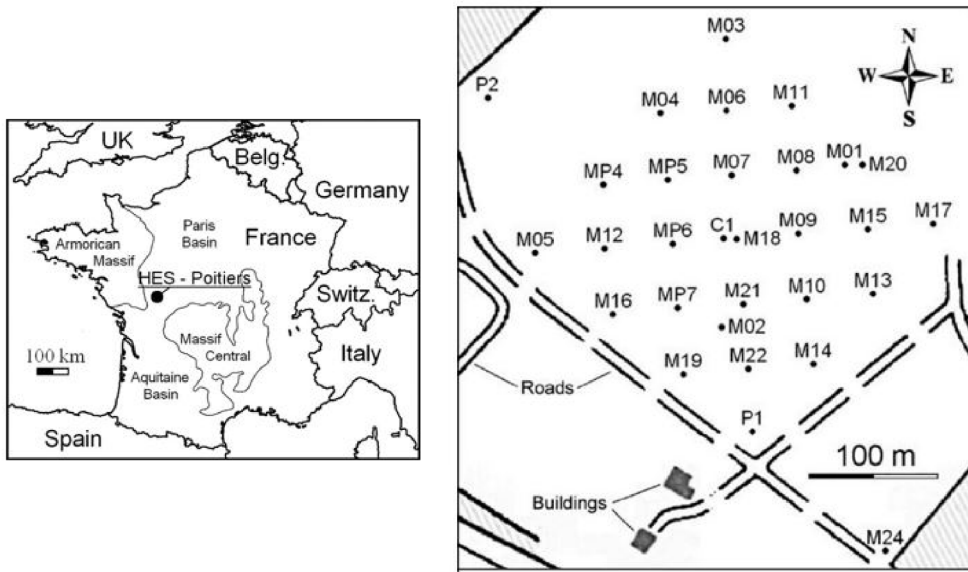 UK
Belg.
Germany
Paris
Basin
France
Armorican
Massif
HES - Poitiers
Switz.
Massif
Central
100 km
Italy
Aquitaine
Basin
Spain
M03
N
W E
S
P2
M04 M06 M11
MP4 MP5 M07 M08 M01 M20
M05 M12 MP6 C1 M18 M09 M15 M17
M16 MP7 M21 M10 M13
M02
M19 M22 M14
Roads
P1
100 m
Buildings
M24